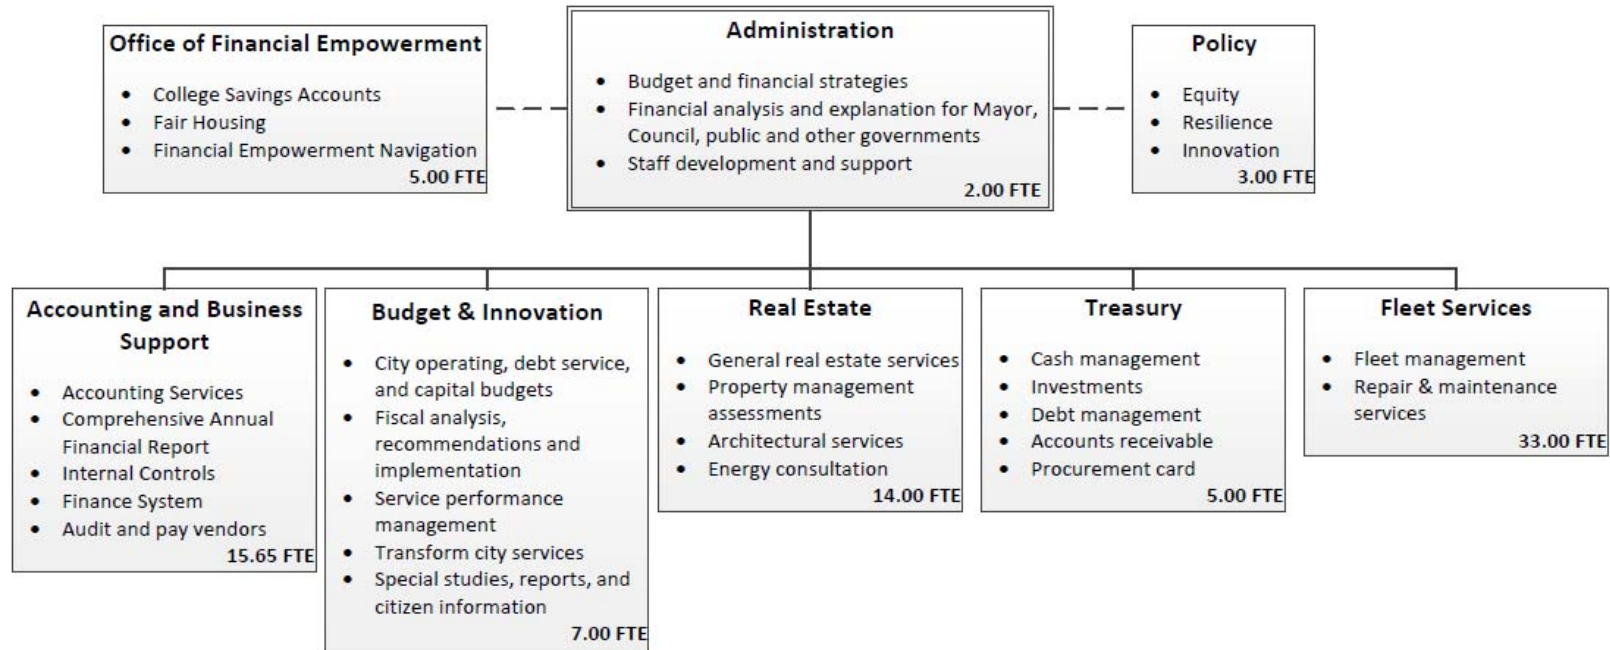 Office of Financial Empowerment
• College Savings Accounts
• Fair Housing
• Financial Empowerment Navigation
5.00 FTE
Administration
• Budget and financial strategies
• Financial analysis and explanation for Mayor,
Council, public and other governments
• Staff development and support
2.00 FTE
Policy
• Equity
• Resilience
• Innovation
3.00 FTE
Accounting and Business
Support
• Accounting Services
• Comprehensive Annual
Financial Report
• Internal Controls
• Finance System
• Audit and pay vendors
15.65 FTE
Budget & Innovation
• City operating, debt service,
and capital budgets
• Fiscal analysis,
recommendations and
implementation
• Service performance
management
• Transform city services
• Special studies, reports, and
citizen information
7.00 FTE
Real Estate
• General real estate services
• Property management
assessments
• Architectural services
• Energy consultation
14.00 FTE
Treasury
• Cash management
• Investments
• Debt management
• Accounts receivable
• Procurement card
5.00 FTE
Fleet Services
• Fleet management
• Repair & maintenance
services
33.00 FTE